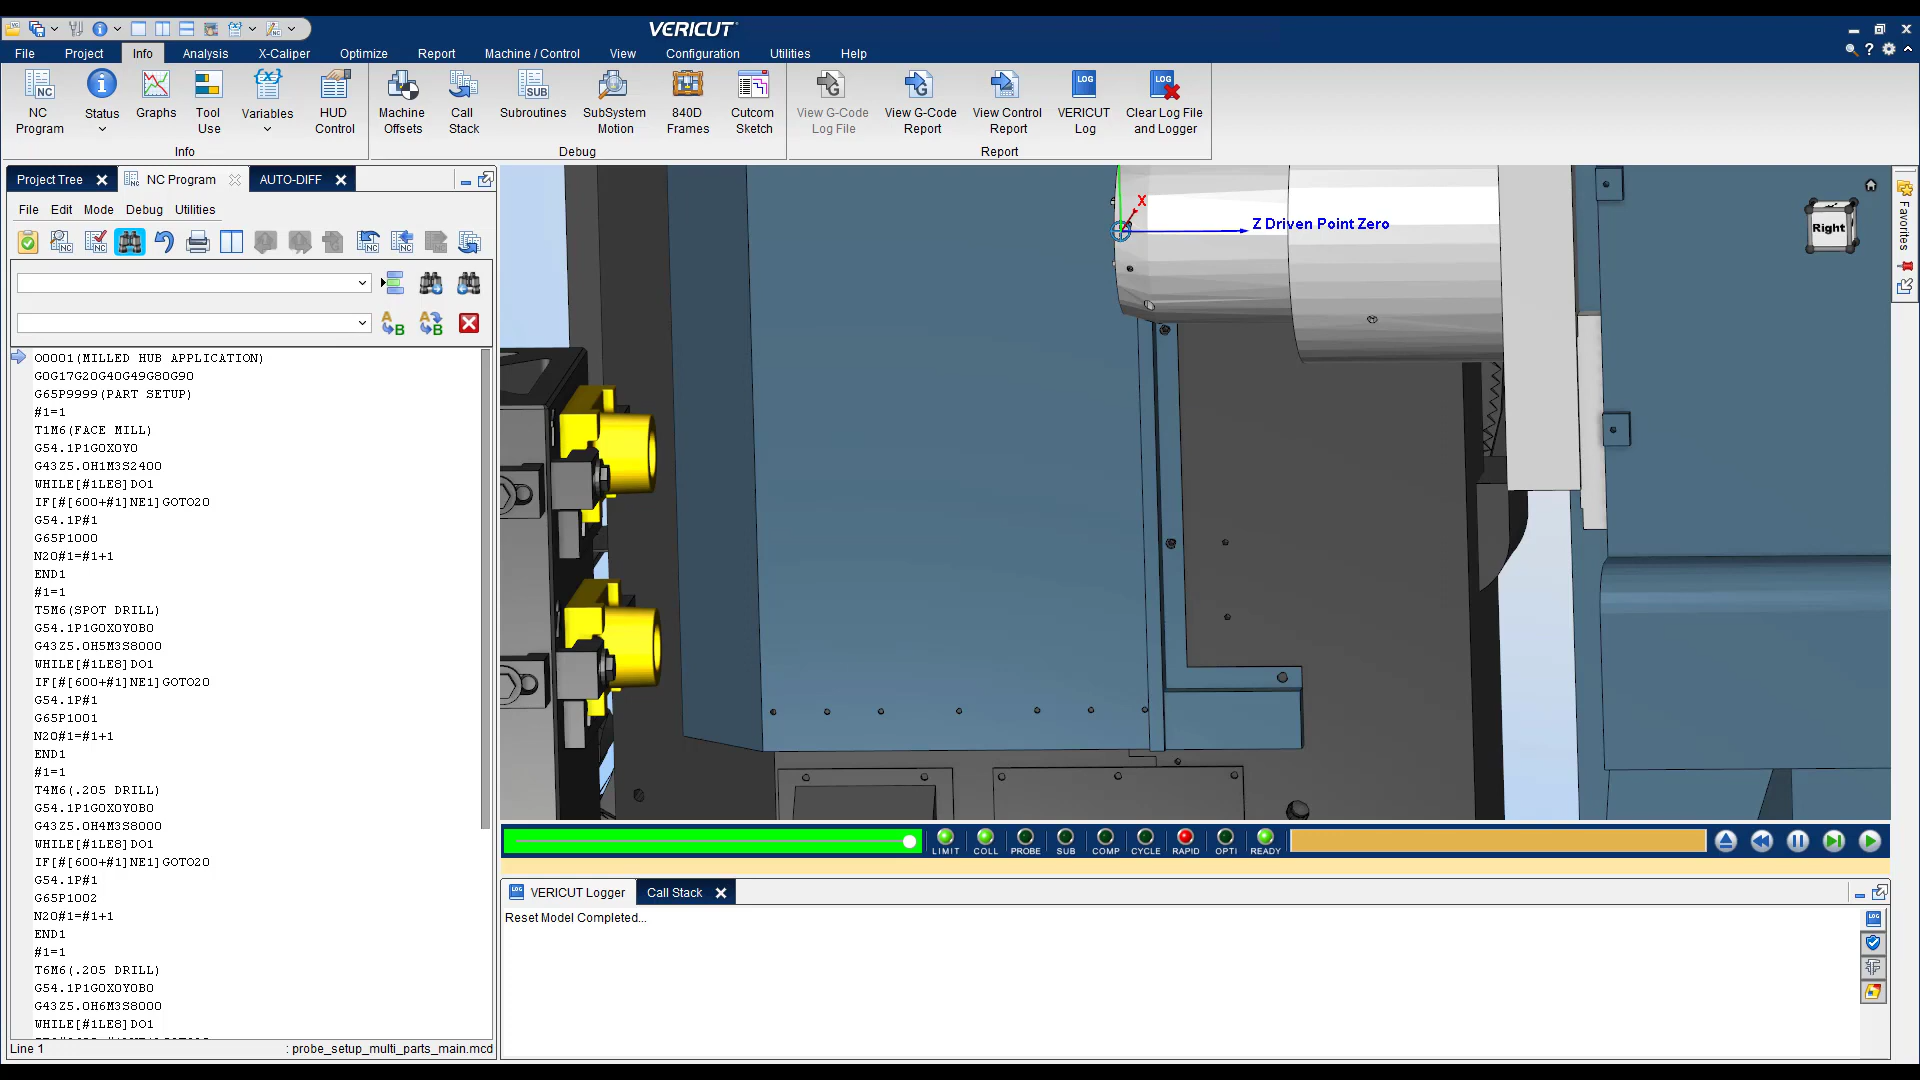 VERICUT
File
Project
Info
Analysis
X-Caliper
Optimize
Report
Machine / Control
View
Configuration
Utilities
Help
NC Program
Status
Graphs
Tool Use
Variables
HUD Control
Info
Machine Offsets
Call Stack
Subroutines
SubSystem Motion
840D Frames
Cutcom Sketch
Debug
View G-Code Log File
View G-Code Report
View Control Report
VERICUT Log
Clear Log File and Logger
Report
Project Tree
NC Program
AUTO-DIFF
File
Edit
Mode
Debug
Utilities
O0001(MILLED HUB APPLICATION)
G0G17G20G40G49G80G90
G65P9999(PART SETUP)
#1=1
T1M6(FACE MILL)
G54.1P1G0X0Y0
G43Z5.0H1M3S2400
WHILE[#1LE8]DO1
IF[#[600+#1]NE1]GOTO20
G54.1P#1
G65P1000
N20#1=#1+1
END1
#1=1
T5M6(SPOT DRILL)
G54.1P1G0X0Y0B0
G43Z5.0H5M3S8000
WHILE[#1LE8]DO1
IF[#[600+#1]NE1]GOTO20
G54.1P#1
G65P1001
N20#1=#1+1
END1
#1=1
T4M6(.205 DRILL)
G54.1P1G0X0Y0B0
G43Z5.0H4M3S8000
WHILE[#1LE8]DO1
IF[#[600+#1]NE1]GOTO20
G54.1P#1
G65P1002
N20#1=#1+1
END1
#1=1
T6M6(.205 DRILL)
G54.1P1G0X0Y0B0
G43Z5.0H6M3S8000
WHILE[#1LE8]DO1
Line 1
: probe_setup_multi_parts_main.mcd
X
Z Driven Point Zero
Right
Favorites
LIMIT
COLL
PROBE
SUB
COMP
CYCLE
RAPID
OPTI
READY
VERICUT Logger
Call Stack
Reset Model Completed...